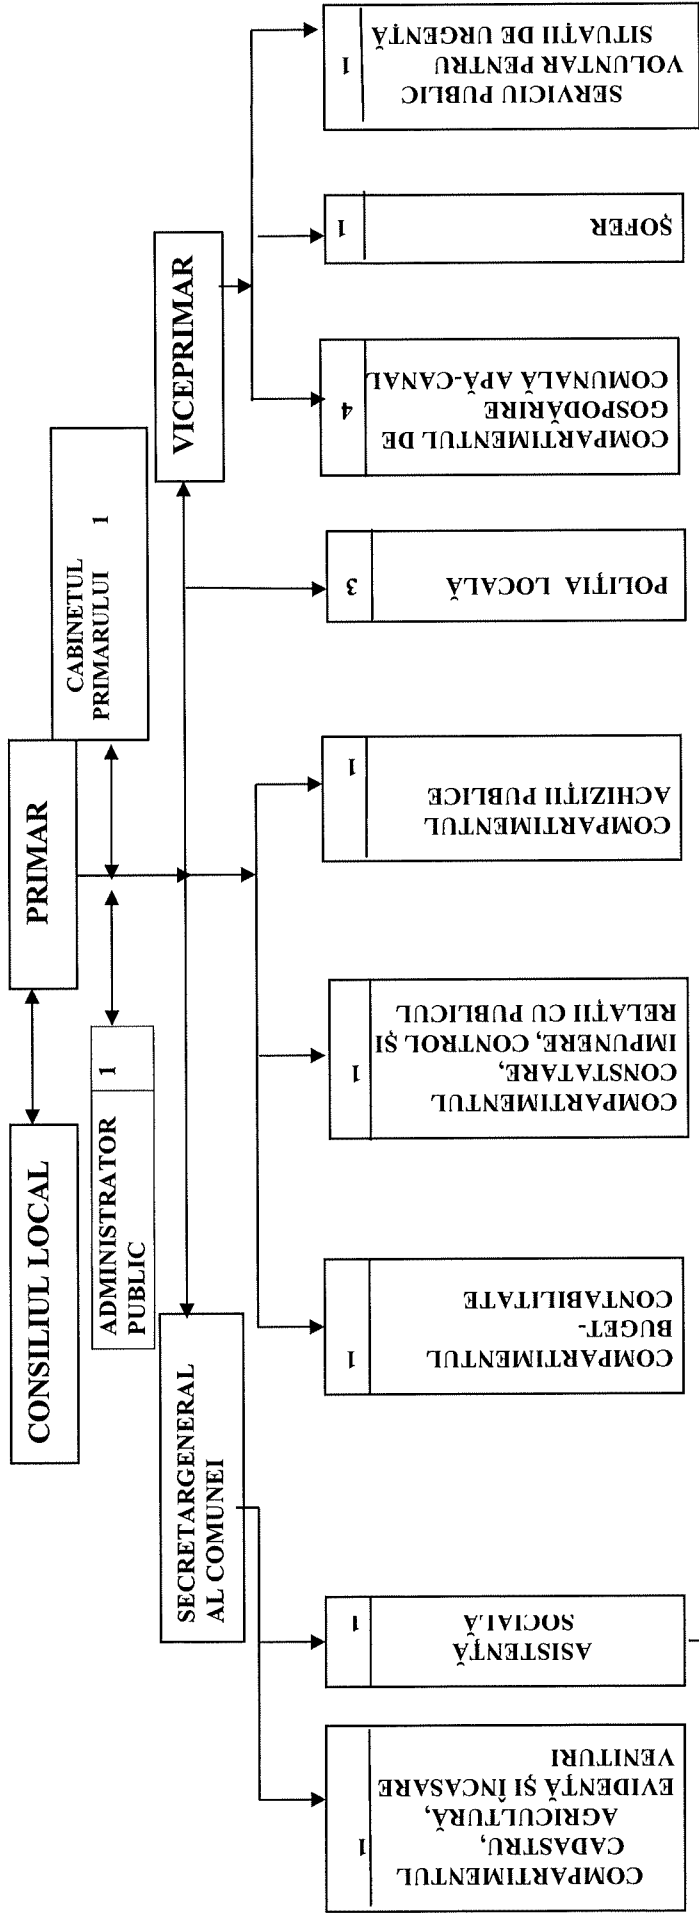 CONSILIUL LOCAL
PRIMAR
ADMINISTRATOR
PUBLIC
1
CABINETUL
PRIMARULUI 1
SECRETARGENERAL
AL COMUNEI
VICEPRIMAR
1
COMPARTIMENTUL
CADASTRU,
AGRICULTURĂ,
EVIDENȚĂ ȘI ÎNCASARE
VENITURI
1
ASISTENȚĂ
SOCIALĂ
1
COMPARTIMENTUL
BUGET-
CONTABILITATE
1
COMPARTIMENTUL
CONSTATARE,
IMPUNERE, CONTROL ȘI
RELAȚII CU PUBLICUL
1
COMPARTIMENTUL
ACHIZIȚII PUBLICE
3
POLIȚIA LOCALĂ
4
COMPARTIMENTUL DE
GOSPODĂRIRE
COMUNALĂ APĂ-CANAL
1
ȘOFER
1
SERVICIU PUBLIC
VOLUNTAR PENTRU
SITUAȚII DE URGENȚĂ